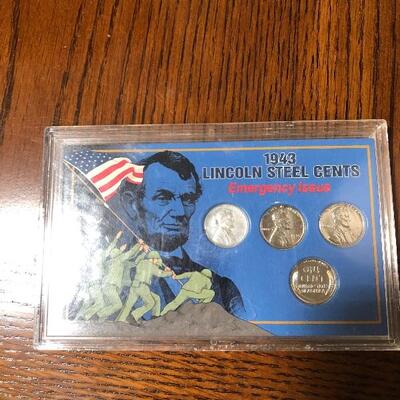 1943
LINCOLN STEEL CENTS
Emergency Issue
ONE
CENT